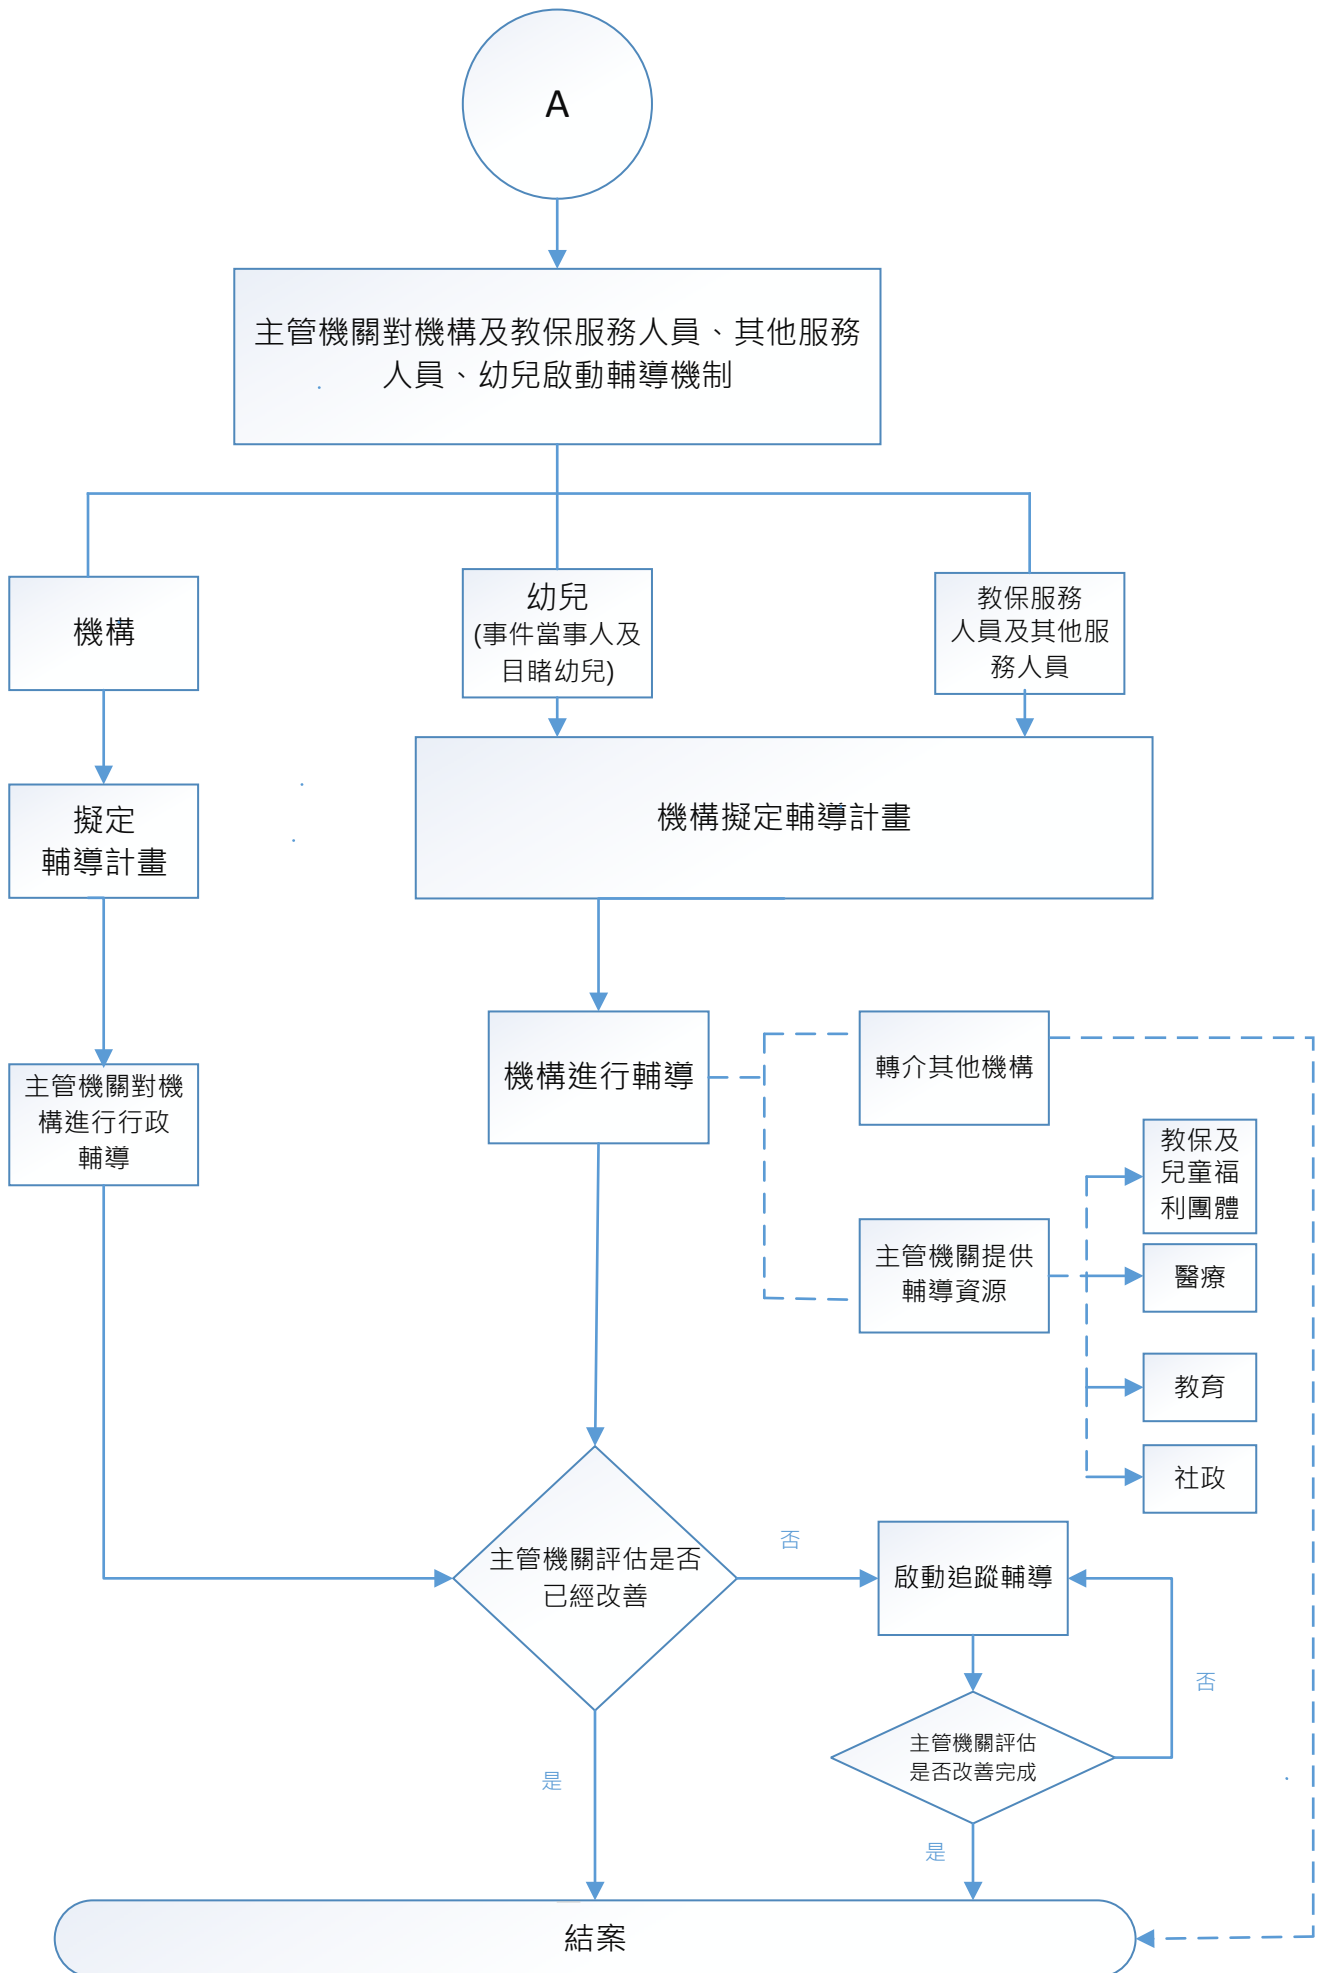 A
主管機關對機構及教保服務人員、其他服務
人員、幼兒啟動輔導機制
機構
幼兒
(事件當事人及
目睹幼兒)
教保服務
人員及其他服
務人員
擬定
輔導計畫
機構擬定輔導計畫
主管機關對機
構進行行政
輔導
機構進行輔導
轉介其他機構
主管機關提供
輔導資源
教保及
兒童福
利團體
醫療
教育
社政
主管機關評估是否
已經改善
否
啟動追蹤輔導
否
主管機關評估
是否改善完成
是
是
結案